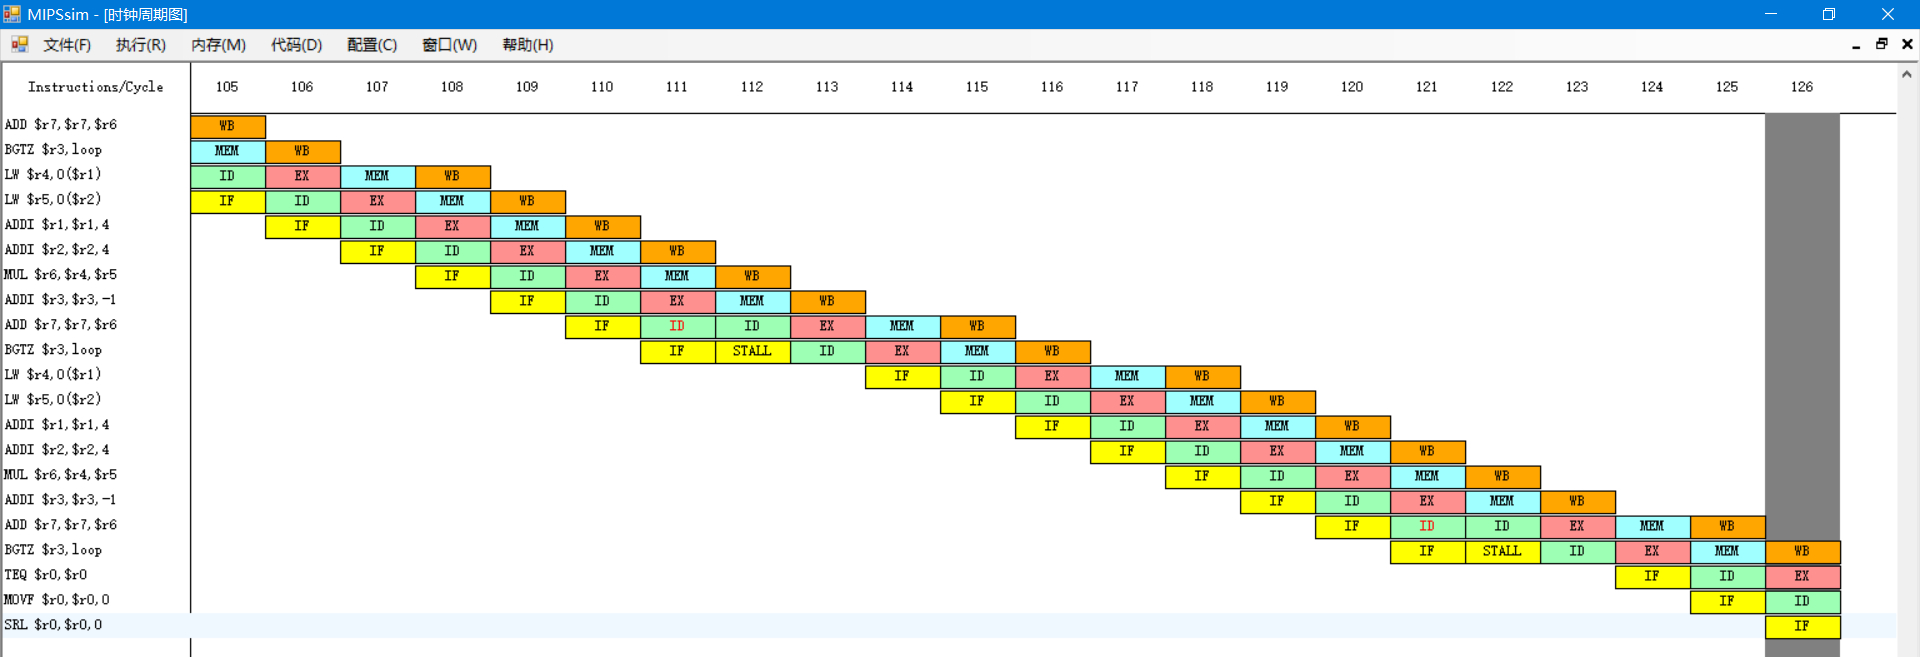 MIPSsim - [时钟周期图]
文件(F) 执行(R) 内存(M) 代码(D) 配置(C) 窗口(W) 帮助(H)
Instructions/Cycle 105 106 107 108 109 110 111 112 113 114 115 116 117 118 119 120 121 122 123 124 125 126
ADD $r7,$r7,$r6 WB
BGTZ $r3,loop MEM WB
LW $r4,0($r1) ID EX MEM WB
LW $r5,0($r2) IF ID EX MEM WB
ADDI $r1,$r1,4 IF ID EX MEM WB
ADDI $r2,$r2,4 IF ID EX MEM WB
MUL $r6,$r4,$r5 IF ID EX MEM WB
ADDI $r3,$r3,-1 IF ID EX MEM WB
ADD $r7,$r7,$r6 IF ID ID EX MEM WB
BGTZ $r3,loop IF STALL ID EX MEM WB
LW $r4,0($r1) IF ID EX MEM WB
LW $r5,0($r2) IF ID EX MEM WB
ADDI $r1,$r1,4 IF ID EX MEM WB
ADDI $r2,$r2,4 IF ID EX MEM WB
MUL $r6,$r4,$r5 IF ID EX MEM WB
ADDI $r3,$r3,-1 IF ID EX MEM WB
ADD $r7,$r7,$r6 IF ID ID EX MEM WB
BGTZ $r3,loop IF STALL ID EX MEM WB
TEQ $r0,$r0 IF ID EX
MOVF $r0,$r0,0 IF ID
SRL $r0,$r0,0 IF